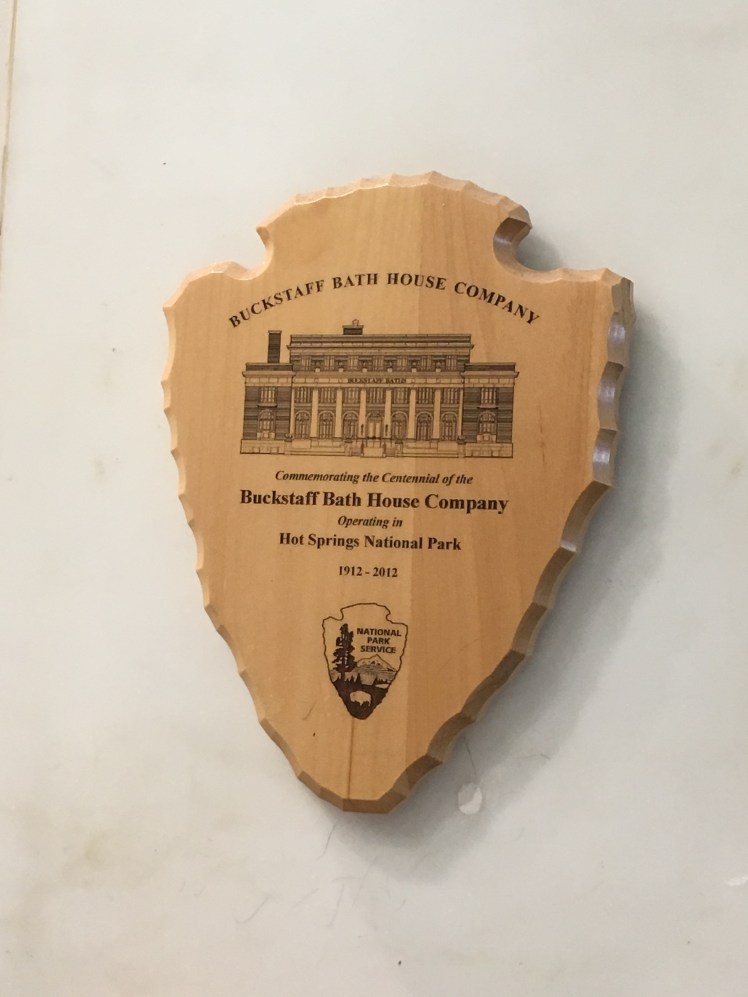 BUCKSTAFF BATH HOUSE COMPANY
BUCKSTAFF BATHS
Commemorating the Centennial of the
Buckstaff Bath House Company
Operating in
Hot Springs National Park
1912 - 2012
NATIONAL
PARK
SERVICE